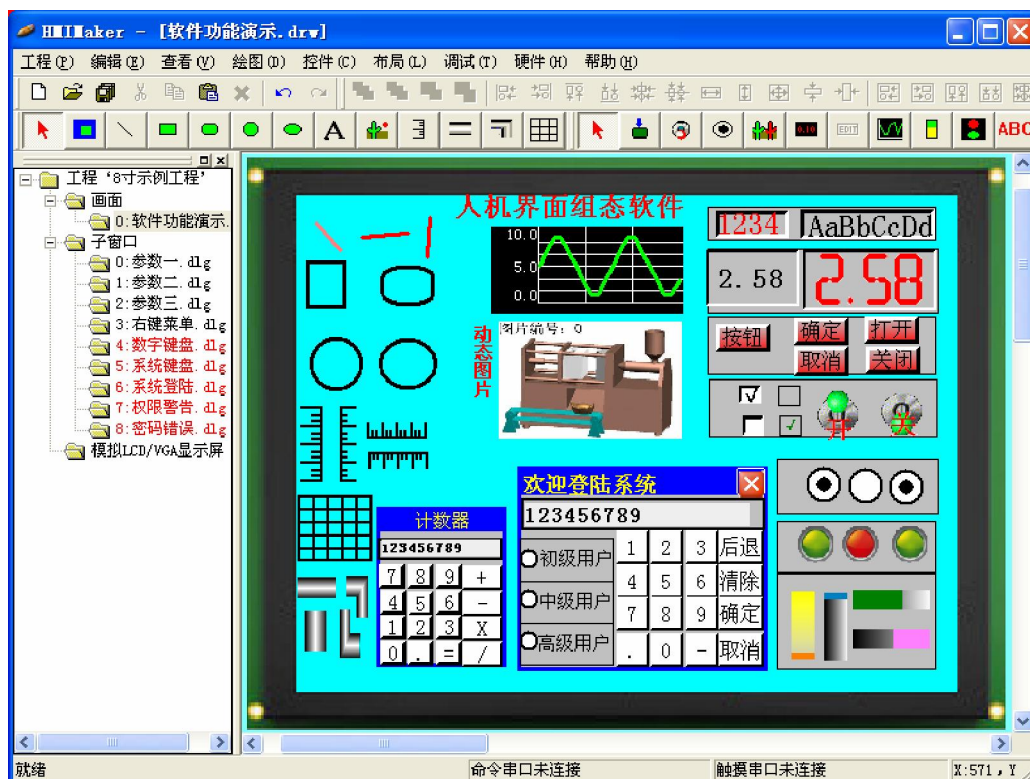 HMIMaker - [软件功能演示.drw]
工程(P) 编辑(E) 查看(V) 绘图(D) 控件(C) 布局(L) 调试(T) 硬件(H) 帮助(H)
A 0.10 EDIT ABC
工程‘8寸示例工程’
画面
0:软件功能演示.
子窗口
0:参数一.dlg
1:参数二.dlg
2:参数三.dlg
3:右键菜单.dlg
4:数字键盘.dlg
5:系统键盘.dlg
6:系统登陆.dlg
7:权限警告.dlg
8:密码错误.dlg
模拟LCD/VGA显示屏
人机界面组态软件
10.0
5.0
0.0
1234 AaBbCcDd
2.58 2.58
动态图片
图片编号: 0
按钮 确定 打开
取消 关闭
开 关
计数器
123456789
7 8 9 +
4 5 6 -
1 2 3 X
0 . = /
欢迎登陆系统
123456789
初级用户
中级用户
高级用户
1 2 3 后退
4 5 6 清除
7 8 9 确定
. 0 - 取消
就绪 命令串口未连接 触摸串口未连接 X:571, Y